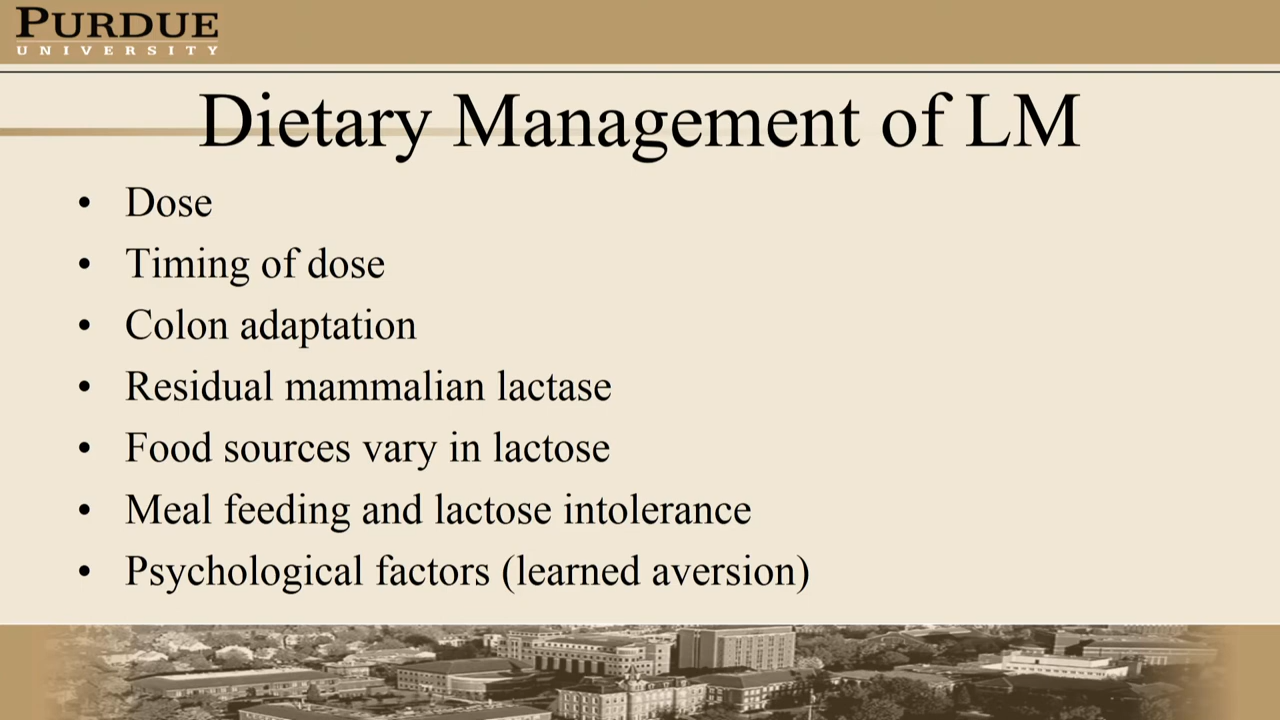 PURDUE
UNIVERSITY
Dietary Management of LM
• Dose
• Timing of dose
• Colon adaptation
• Residual mammalian lactase
• Food sources vary in lactose
• Meal feeding and lactose intolerance
• Psychological factors (learned aversion)